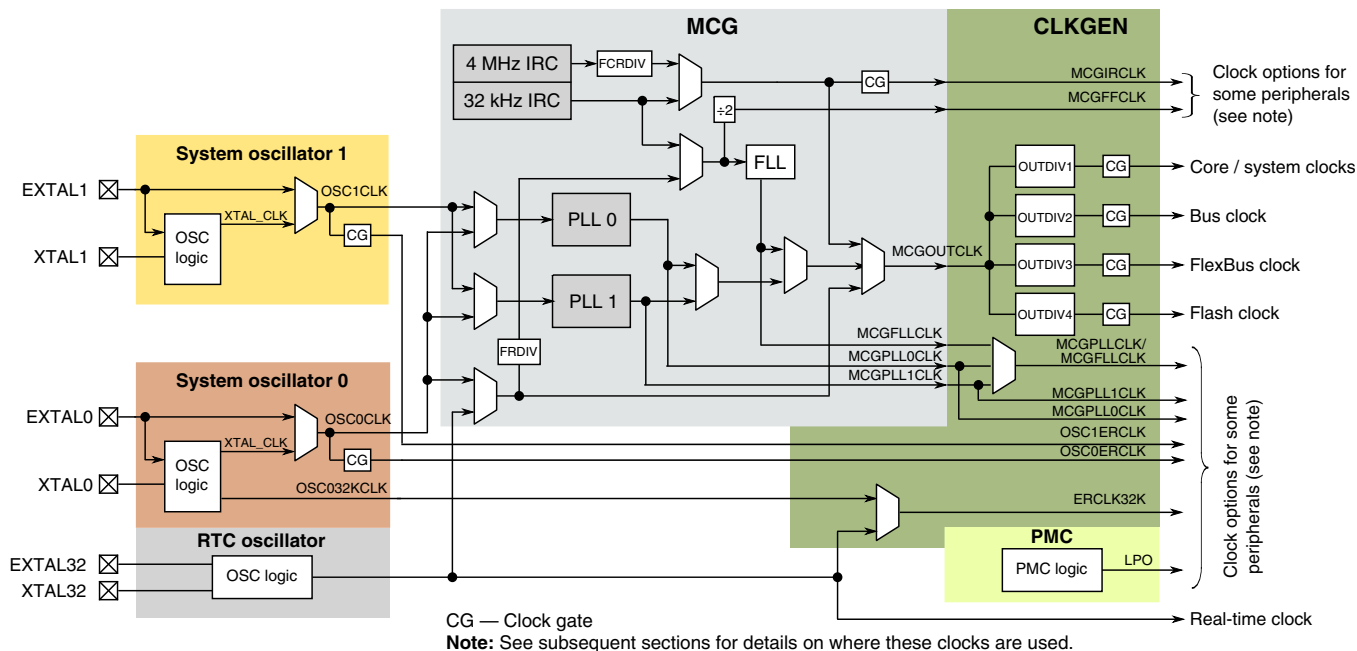 MCG
CLKGEN
4 MHz IRC
FCRDIV
32 kHz IRC
CG
MCGIRCLK
÷2
MCGFFCLK
Clock options for
some peripherals
(see note)
FLL
System oscillator 1
EXTAL1
XTAL_CLK
OSC1CLK
OSC
logic
CG
XTAL1
PLL 0
PLL 1
FRDIV
MCGOUTCLK
OUTDIV1
CG
Core / system clocks
OUTDIV2
CG
Bus clock
OUTDIV3
CG
FlexBus clock
OUTDIV4
CG
Flash clock
MCGFLLCLK
MCGPLL0CLK
MCGPLL1CLK
MCGPLLCLK/
MCGFLLCLK
MCGPLL1CLK
MCGPLL0CLK
OSC1ERCLK
OSC0ERCLK
System oscillator 0
EXTAL0
OSC0CLK
XTAL_CLK
OSC
logic
CG
XTAL0
OSC032KCLK
ERCLK32K
Clock options for some
peripherals (see note)
RTC oscillator
EXTAL32
XTAL32
OSC logic
PMC
PMC logic
LPO
Real-time clock
CG — Clock gate
Note: See subsequent sections for details on where these clocks are used.